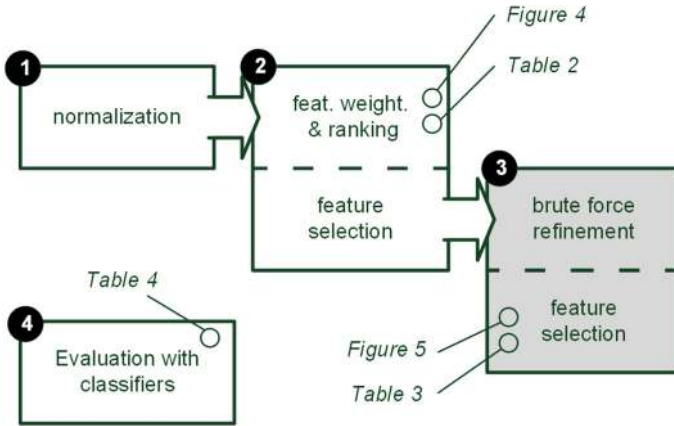 Figure 4
1
2
Table 2
normalization
feat. weight.
& ranking
3
feature
selection
brute force
refinement
Table 4
4
feature
selection
Evaluation with
classifiers
Figure 5
Table 3